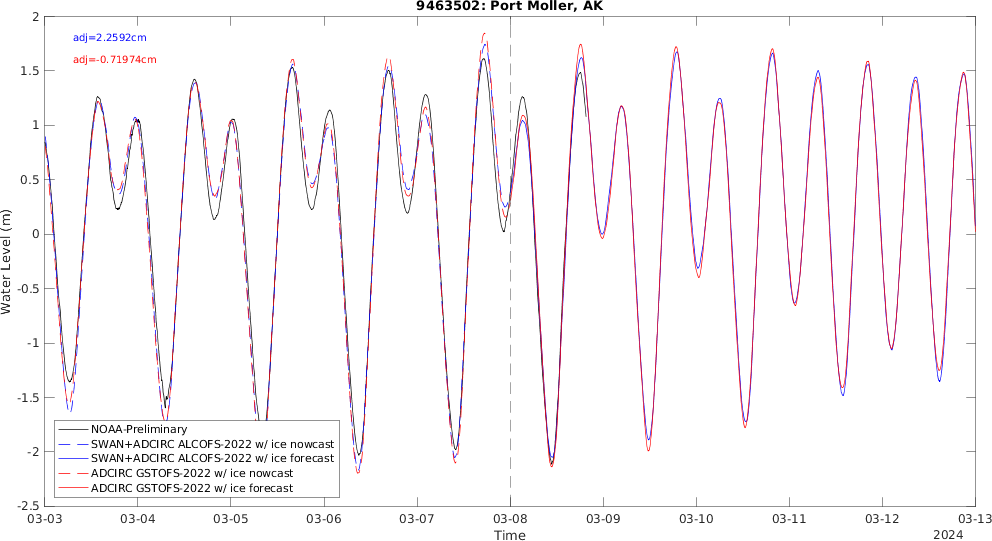 9463502: Port Moller, AK
adj=2.2592cm
adj=-0.71974cm
Water Level (m)
2
1.5
1
0.5
0
-0.5
-1
-1.5
-2
-2.5
NOAA-Preliminary
SWAN+ADCIRC ALCOFS-2022 w/ ice nowcast
SWAN+ADCIRC ALCOFS-2022 w/ ice forecast
ADCIRC GSTOFS-2022 w/ ice nowcast
ADCIRC GSTOFS-2022 w/ ice forecast
03-03 03-04 03-05 03-06 03-07 03-08 03-09 03-10 03-11 03-12 03-13
Time
2024